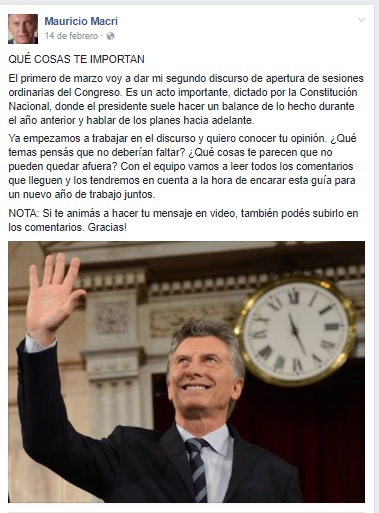 Mauricio Macri
14 de febrero ·
QUÉ COSAS TE IMPORTAN
El primero de marzo voy a dar mi segundo discurso de apertura de sesiones
ordinarias del Congreso. Es un acto importante, dictado por la Constitución
Nacional, donde el presidente suele hacer un balance de lo hecho durante
el año anterior y hablar de los planes hacia adelante.
Ya empezamos a trabajar en el discurso y quiero conocer tu opinión. ¿Qué
temas pensás que no deberían faltar? ¿Qué cosas te parecen que no
pueden quedar afuera? Con el equipo vamos a leer todos los comentarios
que lleguen y los tendremos en cuenta a la hora de encarar esta guía para
un nuevo año de trabajo juntos.
NOTA: Si te animás a hacer tu mensaje en video, también podés subirlo en
los comentarios. Gracias!